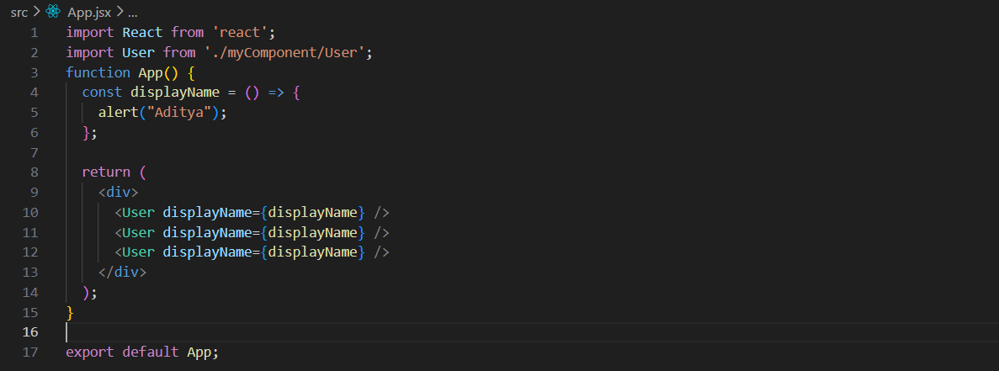 src > App.jsx > ...
1 import React from 'react';
2 import User from './myComponent/User';
3 function App() {
4   const displayName = () => {
5     alert("Aditya");
6   };
7
8   return (
9     <div>
10       <User displayName={displayName} />
11       <User displayName={displayName} />
12       <User displayName={displayName} />
13     </div>
14   );
15 }
16
17 export default App;